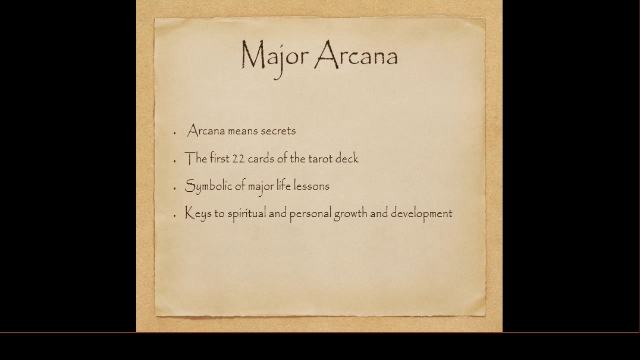 Major Arcana
• Arcana means secrets
• The first 22 cards of the tarot deck
• Symbolic of major life lessons
• Keys to spiritual and personal growth and development